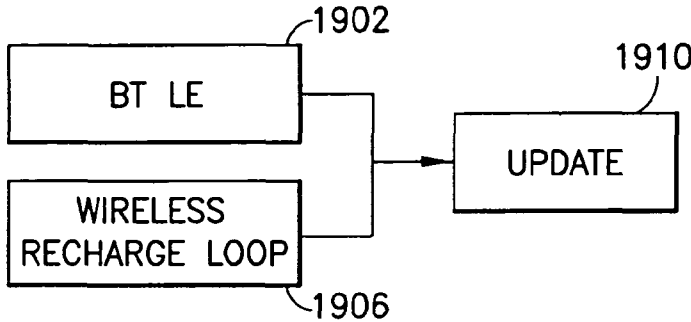 1902
BT LE
1910
UPDATE
WIRELESS
RECHARGE LOOP
1906